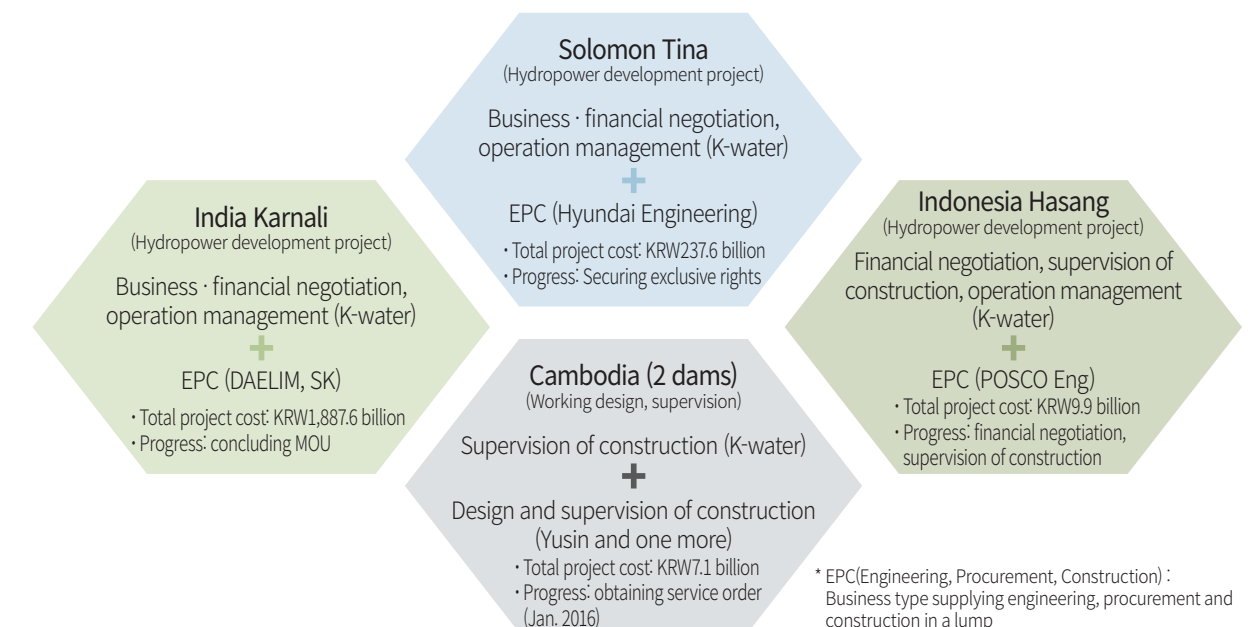 Solomon Tina
(Hydropower development project)
Business · financial negotiation,
operation management (K-water)
+
EPC (Hyundai Engineering)
· Total project cost: KRW237.6 billion
· Progress: Securing exclusive rights
India Karnali
(Hydropower development project)
Business · financial negotiation,
operation management (K-water)
+
EPC (DAELIM, SK)
· Total project cost: KRW1,887.6 billion
· Progress: concluding MOU
Indonesia Hasang
(Hydropower development project)
Financial negotiation, supervision of
construction, operation management
(K-water)
+
EPC (POSCO Eng)
· Total project cost: KRW9.9 billion
· Progress: financial negotiation,
supervision of construction
Cambodia (2 dams)
(Working design, supervision)
Supervision of construction (K-water)
+
Design and supervision of construction
(Yusin and one more)
· Total project cost: KRW7.1 billion
· Progress: obtaining service order
(Jan. 2016)
* EPC(Engineering, Procurement, Construction) :
Business type supplying engineering, procurement and
construction in a lump